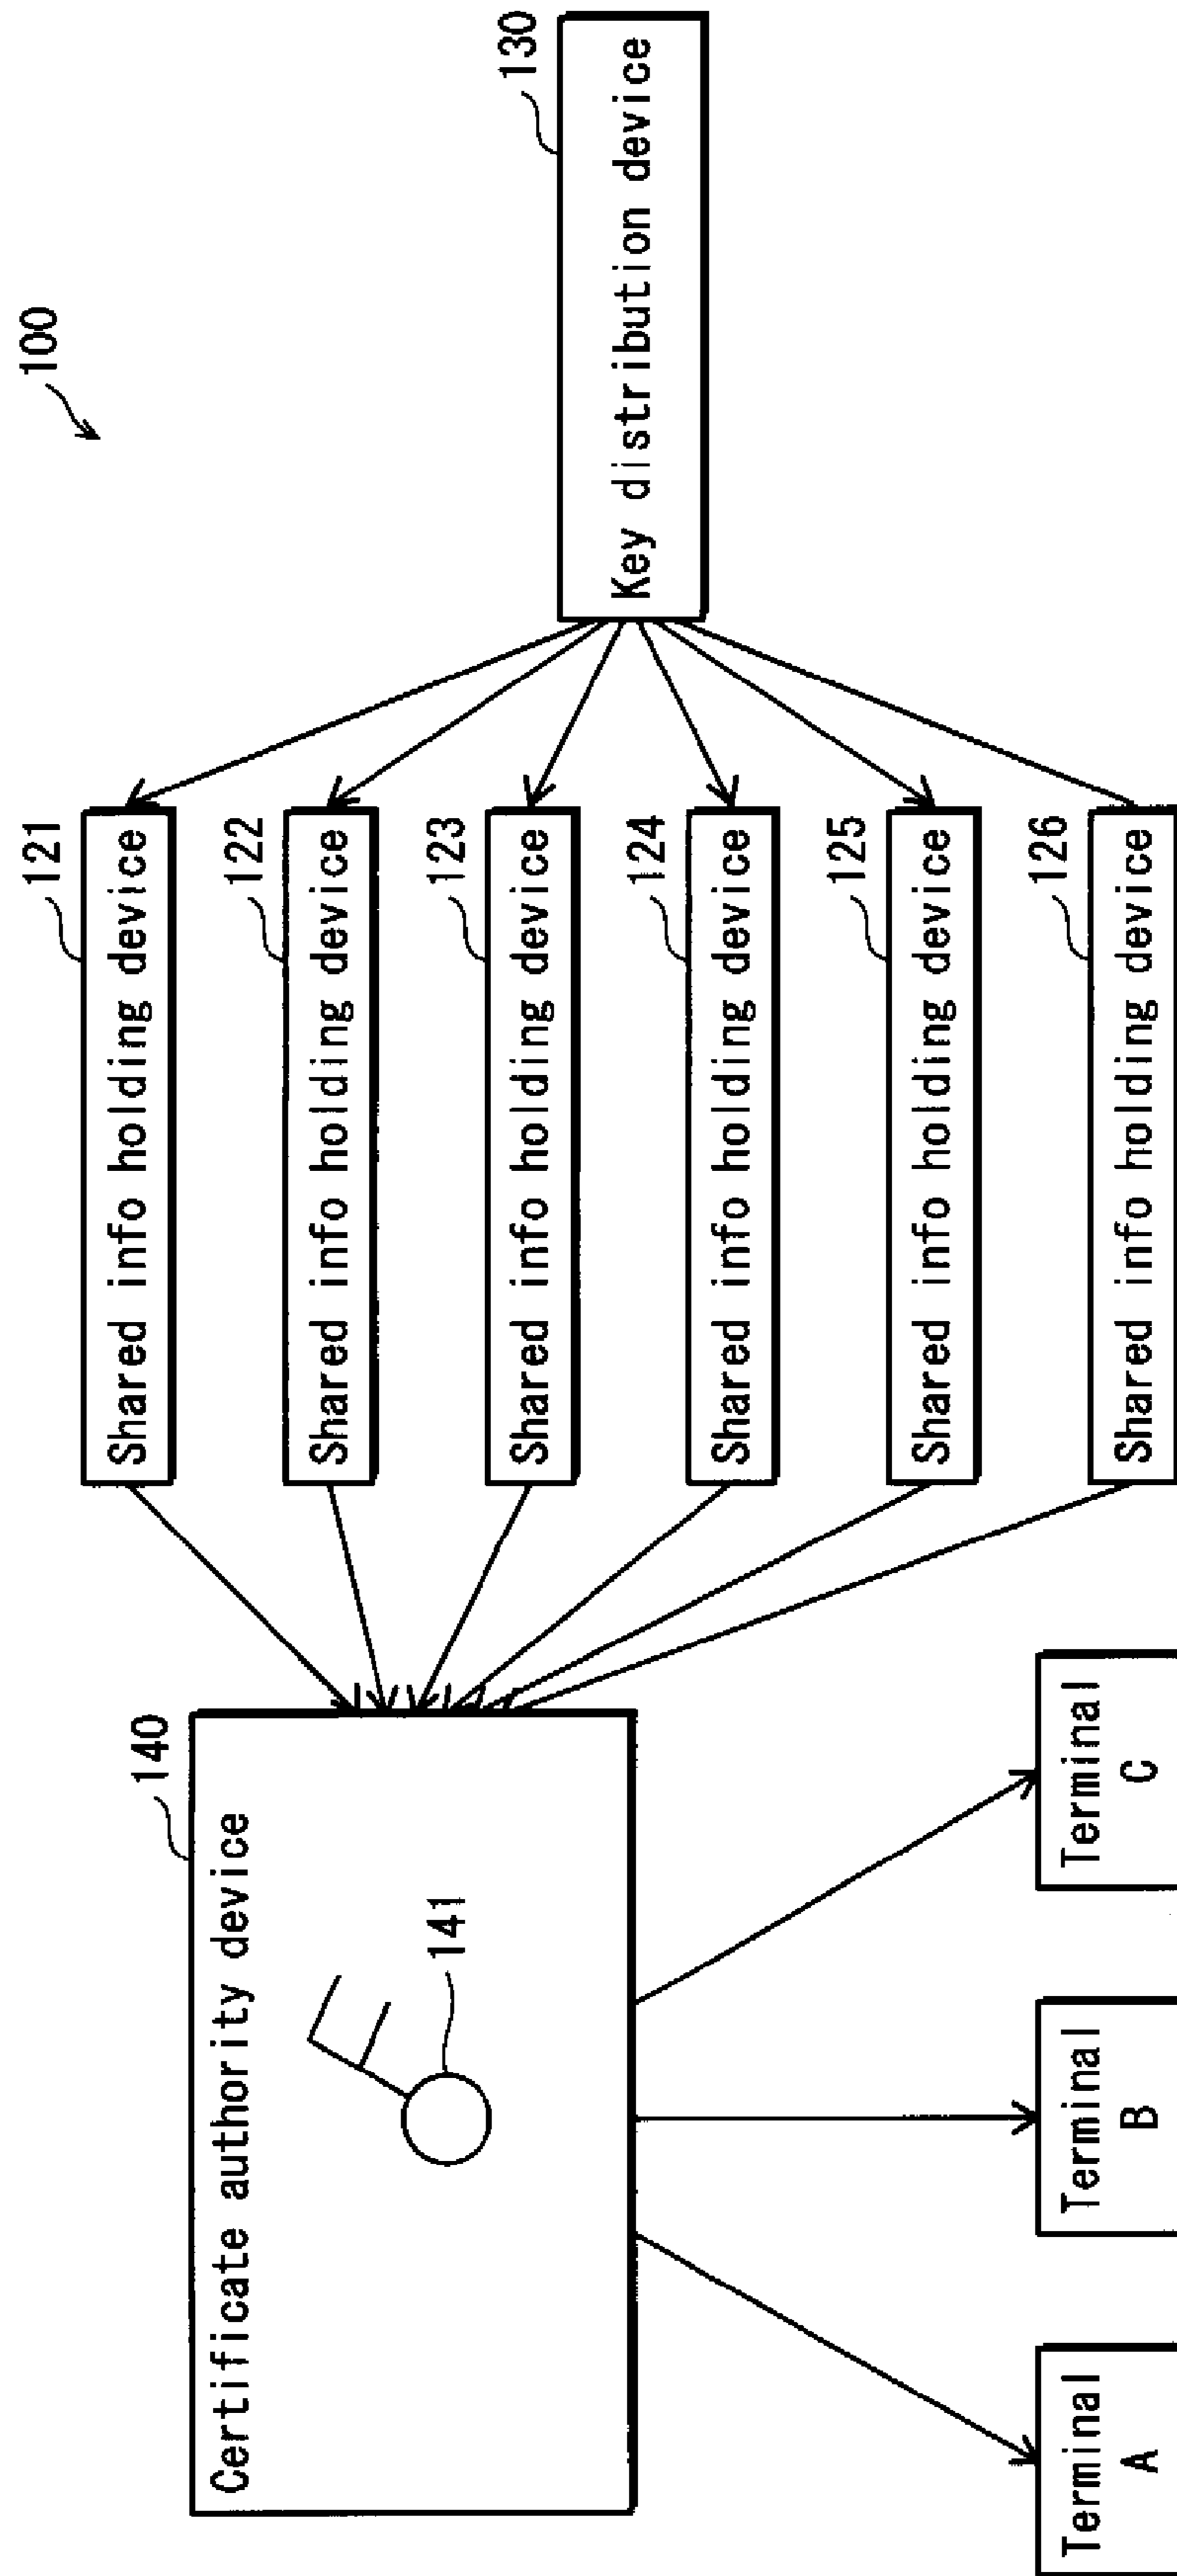 100
140
Certificate authority device
141
121
Shared info holding device
122
Shared info holding device
123
Shared info holding device
124
Shared info holding device
125
Shared info holding device
126
Shared info holding device
130
Key distribution device
Terminal
A
Terminal
B
Terminal
C